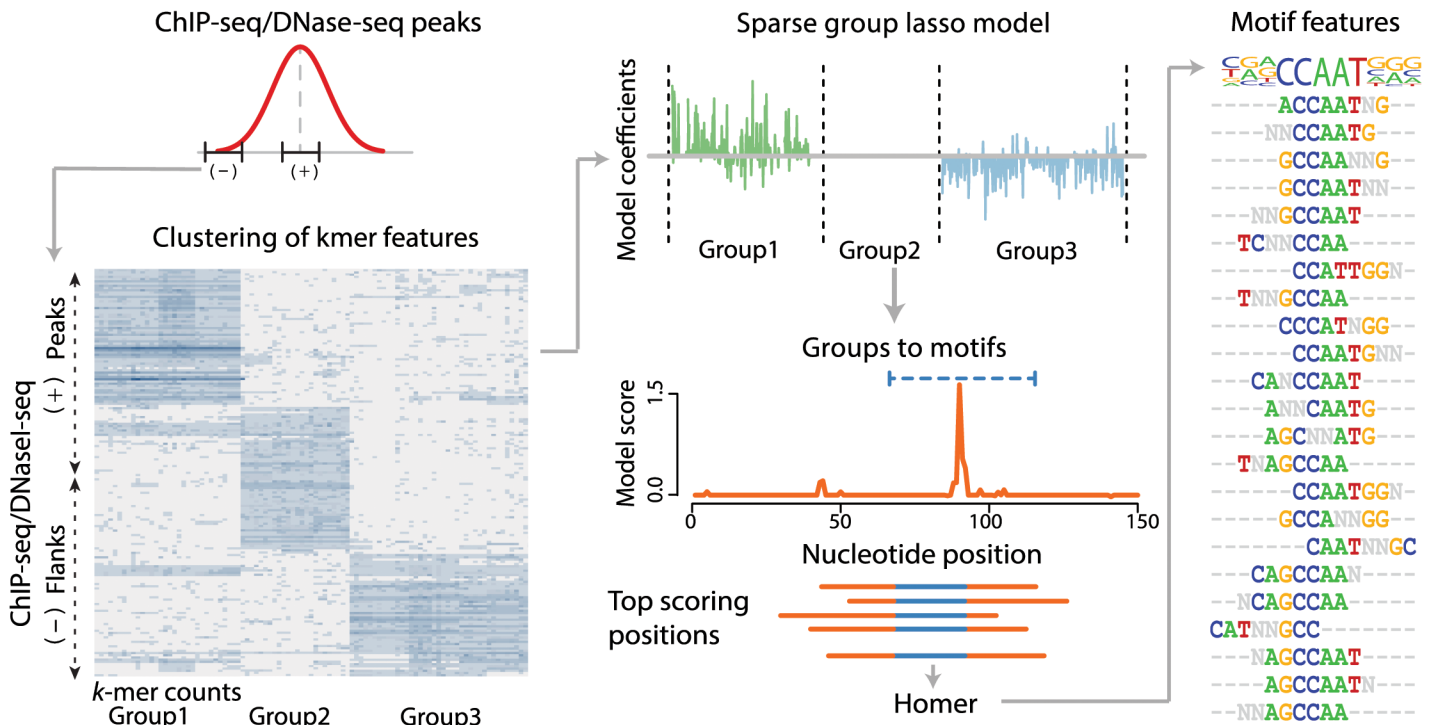 ChIP-seq/DNase-seq peaks
(−)
(+)
Clustering of kmer features
ChIP-seq/DNaseI-seq
(+) Peaks
(−) Flanks
k-mer counts
Group1
Group2
Group3
Sparse group lasso model
Model coefficients
Group1
Group2
Group3
Groups to motifs
Model score
1.5
0.0
0
50
100
150
Nucleotide position
Top scoring
positions
Homer
Motif features
CCAAT
-----ACCAATNG--
----NNCCAATG---
-----GCCAANNG--
-----GCCAATNN--
---NNGCCAAT----
--TCNNCCAA-----
------CCATTGGN-
--TNNGCCAA-----
-----CCCATNGG--
------CCAATGNN-
---CANCCAAT----
----ANNCAATG---
----AGCNNATG---
--TNAGCCAA-----
------CCAATGGN-
-----GCCANNGG--
-------CAATNNGC
---CAGCCAAN----
--NCAGCCAA-----
CATNNGCC-------
---NAGCCAAT----
----AGCCAATN---
--NNAGCCAA-----